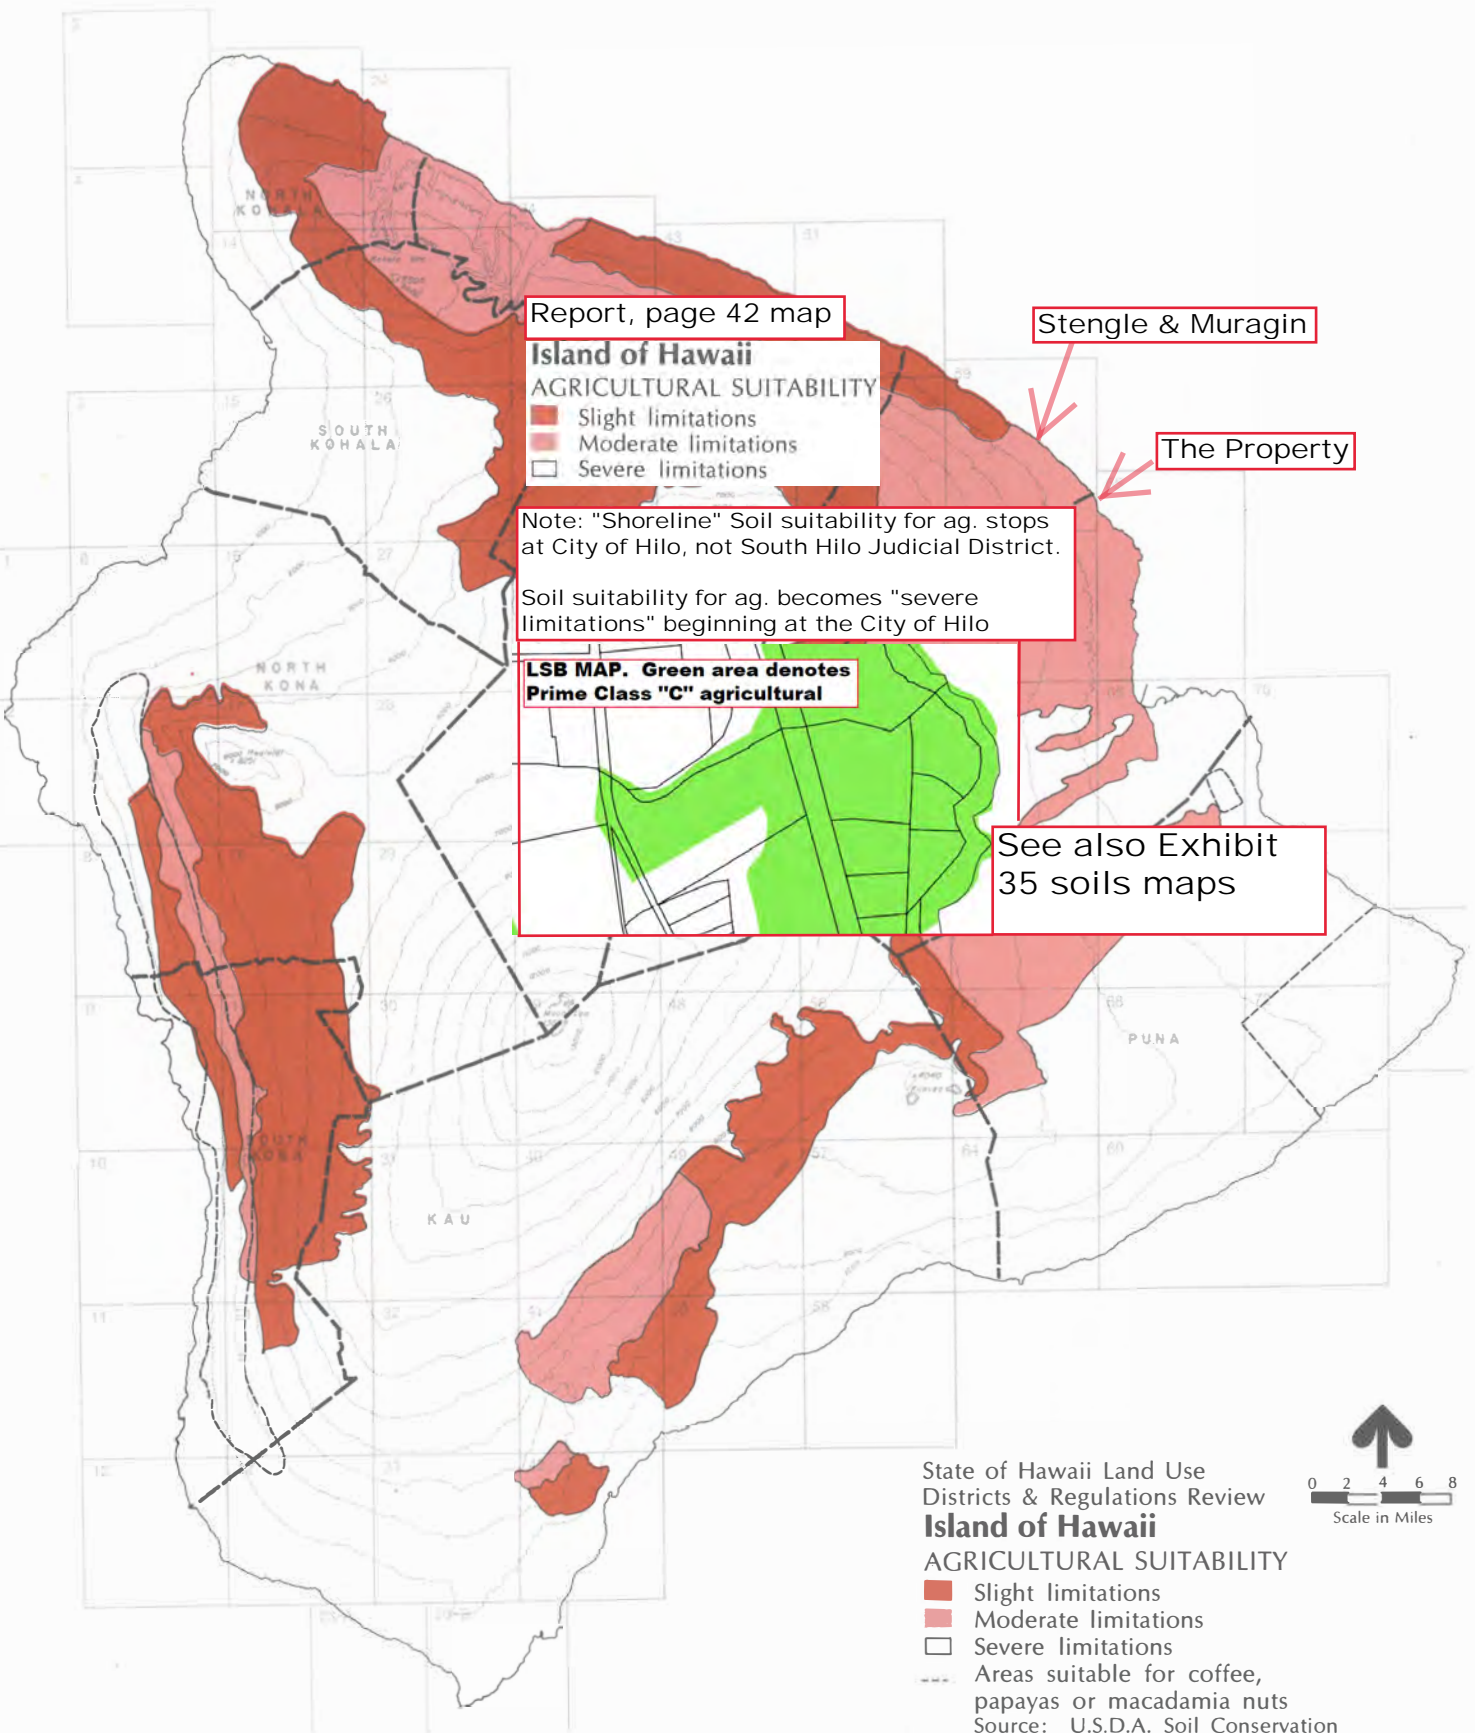 NORTH
KOHALA
Report, page 42 map
Island of Hawaii
AGRICULTURAL SUITABILITY
Slight limitations
Moderate limitations
Severe limitations
Stengle & Muragin
The Property
SOUTH
KOHALA
Note: "Shoreline" Soil suitability for ag. stops
at City of Hilo, not South Hilo Judicial District.
Soil suitability for ag. becomes "severe
limitations" beginning at the City of Hilo
NORTH
KONA
LSB MAP. Green area denotes
Prime Class "C" agricultural
See also Exhibit
35 soils maps
PUNA
SOUTH
KONA
KAU
State of Hawaii Land Use
Districts & Regulations Review
Island of Hawaii
AGRICULTURAL SUITABILITY
Slight limitations
Moderate limitations
Severe limitations
Areas suitable for coffee,
papayas or macadamia nuts
Source: U.S.D.A. Soil Conservation
0 2 4 6 8
Scale in Miles